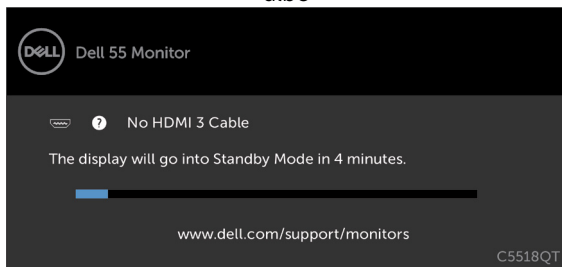 DELL
Dell 55 Monitor
? No HDMI 3 Cable
The display will go into Standby Mode in 4 minutes.
www.dell.com/support/monitors
C5518QT